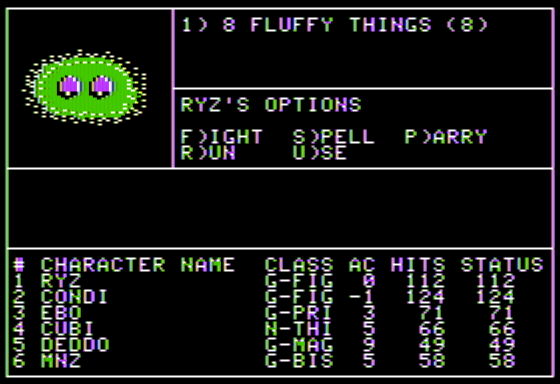 1) 8 FLUFFY THINGS (8)
RYZ'S OPTIONS
F)IGHT S)PELL P)ARRY
R)UN U)SE
# CHARACTER NAME CLASS AC HITS STATUS
1 RYZ G-FIG 0 112 112
2 CONDI G-FIG -1 124 124
3 EBO G-PRI 3 71 71
4 CUBI N-THI 5 66 66
5 DEDDO G-MAG 9 49 49
6 MNZ G-BIS 5 58 58